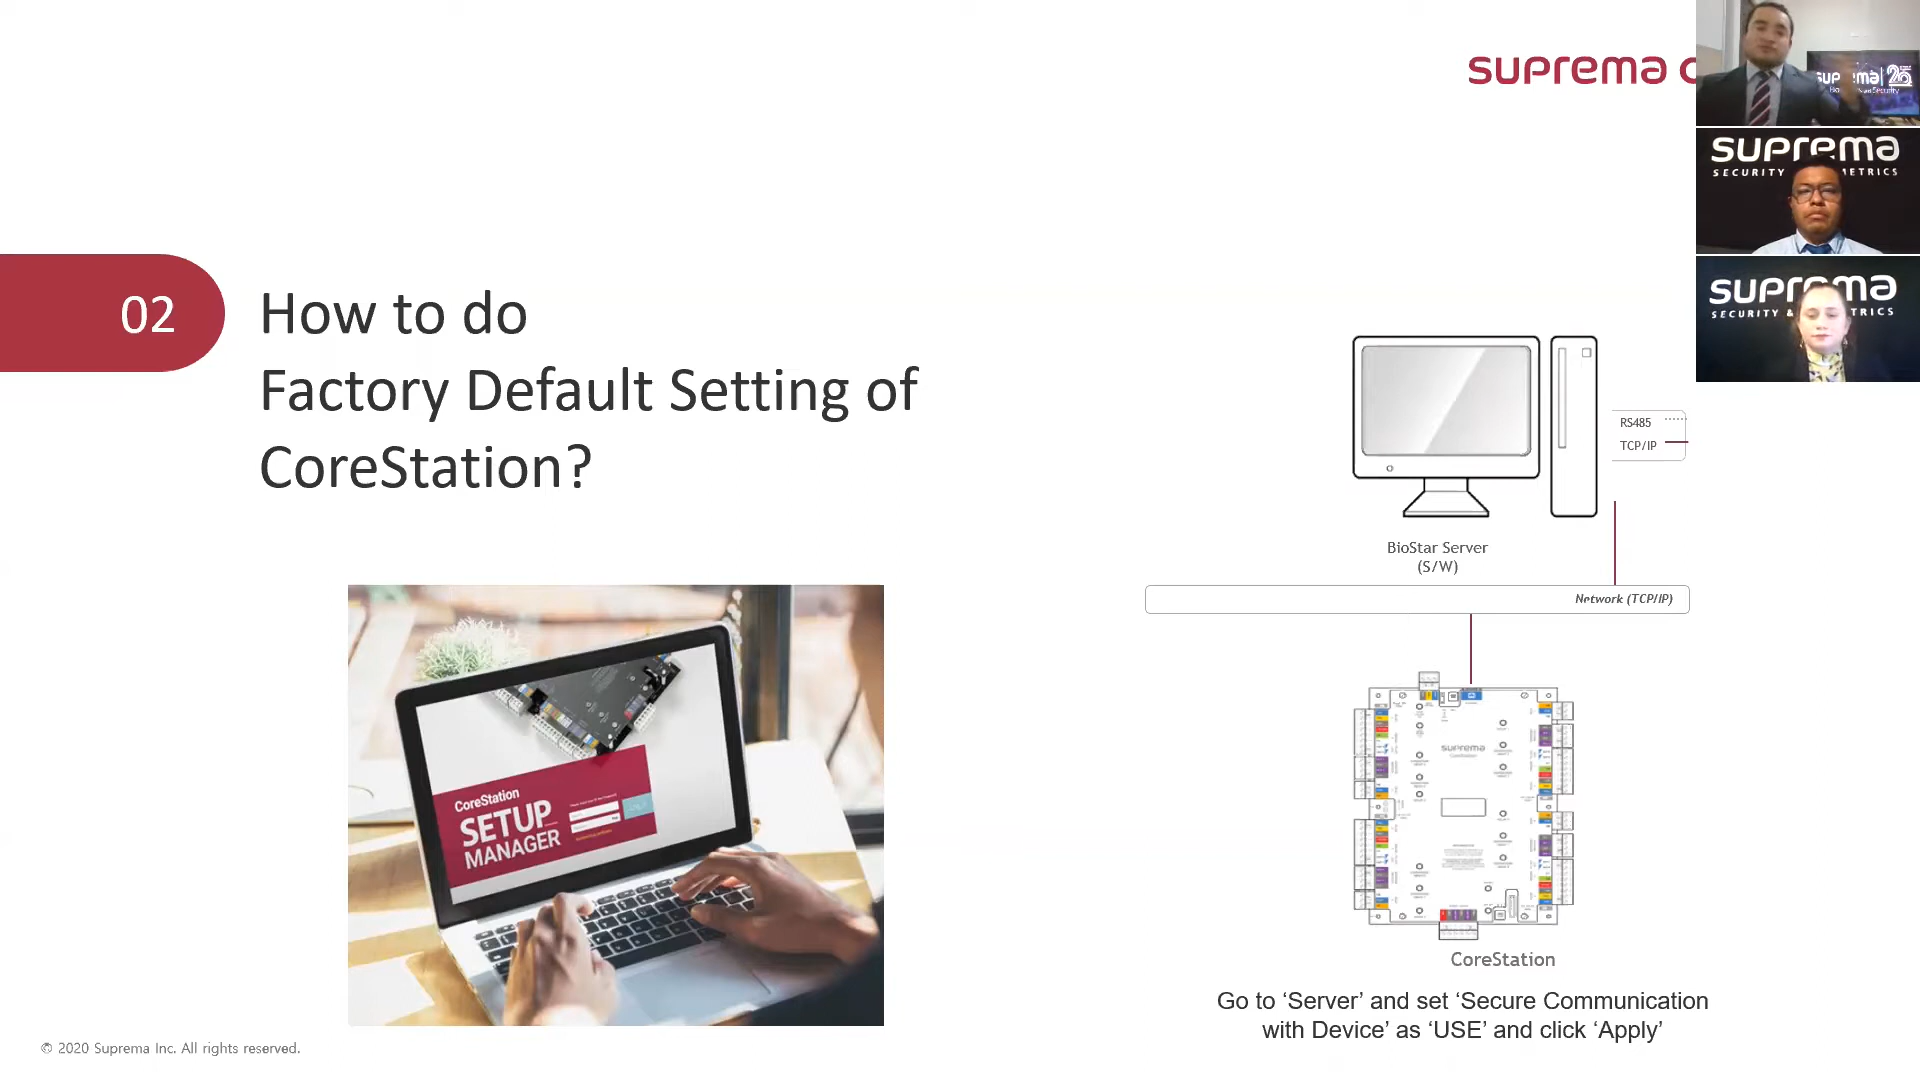 suprema
suprema
SECURITY
METRICS
suprema
SECURITY &
02
How to do
Factory Default Setting of
CoreStation?
RS485
TCP/IP
BioStar Server
(S/W)
Network (TCP/IP)
CoreStation
SETUP
MANAGER
suprema
CoreStation
Go to ‘Server’ and set ‘Secure Communication
with Device’ as ‘USE’ and click ‘Apply’
© 2020 Suprema Inc. All rights reserved.